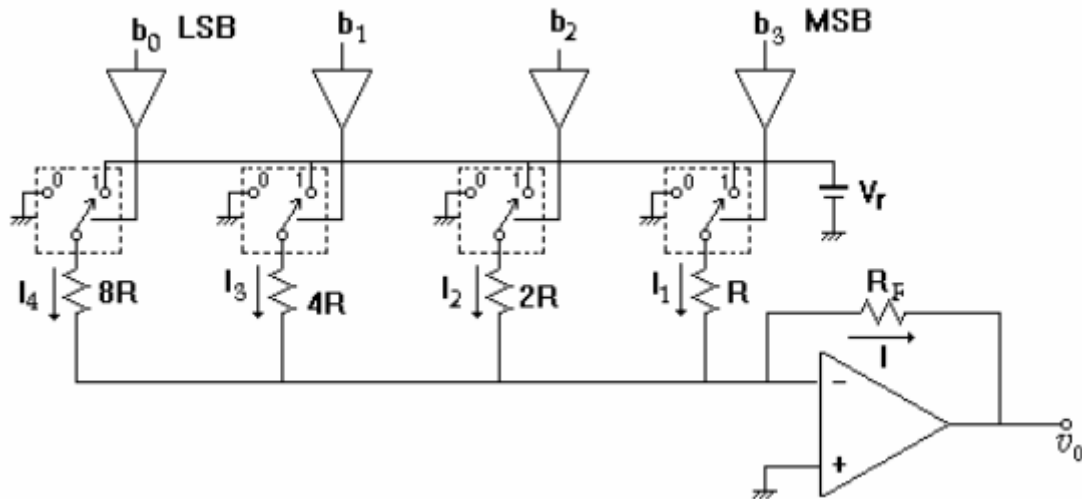 b₀ LSB b₁ b₂ b₃ MSB
0 1 0 1 0 1 0 1
Vᵣ
I₄ 8R I₃ 4R I₂ 2R I₁ R R_F
I
−
+
v₀